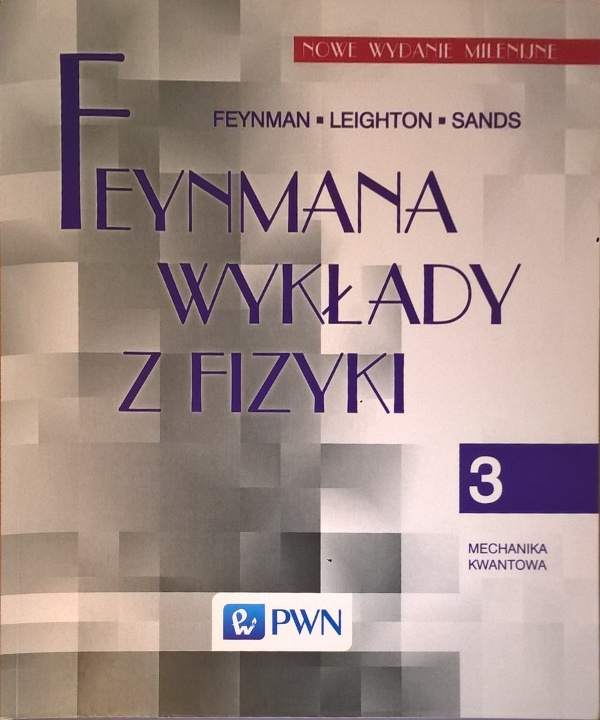 NOWE WYDANIE MILENIJNE
FEYNMAN ▪ LEIGHTON ▪ SANDS
FEYNMANA
WYKŁADY
Z FIZYKI
3
MECHANIKA
KWANTOWA
PWN